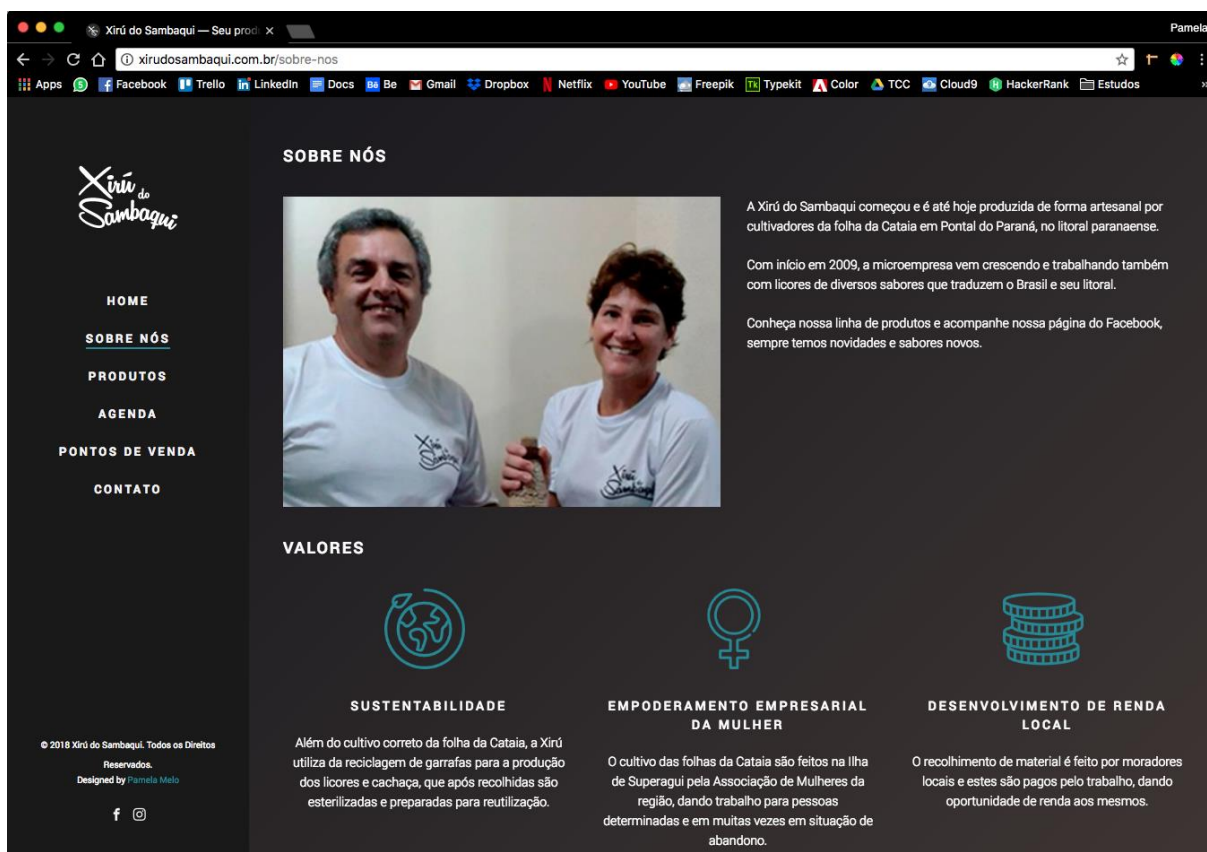 Xirú do Sambaqui — Seu prod
Pamela
xirudosambaqui.com.br/sobre-nos
Apps Facebook Trello LinkedIn Docs Be Gmail Dropbox Netflix YouTube Freepik Typekit Color TCC Cloud9 HackerRank Estudos
Xirú do
Sambaqui
HOME
SOBRE NÓS
PRODUTOS
AGENDA
PONTOS DE VENDA
CONTATO
© 2018 Xirú do Sambaqui. Todos os Direitos
Reservados.
Designed by Pamela Melo
SOBRE NÓS
Xirú do
Sambaqui
Xirú do
Sambaqui
A Xirú do Sambaqui começou e é até hoje produzida de forma artesanal por
cultivadores da folha da Cataia em Pontal do Paraná, no litoral paranaense.
Com início em 2009, a microempresa vem crescendo e trabalhando também
com licores de diversos sabores que traduzem o Brasil e seu litoral.
Conheça nossa linha de produtos e acompanhe nossa página do Facebook,
sempre temos novidades e sabores novos.
VALORES
SUSTENTABILIDADE
Além do cultivo correto da folha da Cataia, a Xirú
utiliza da reciclagem de garrafas para a produção
dos licores e cachaça, que após recolhidas são
esterilizadas e preparadas para reutilização.
EMPODERAMENTO EMPRESARIAL
DA MULHER
O cultivo das folhas da Cataia são feitos na Ilha
de Superagui pela Associação de Mulheres da
região, dando trabalho para pessoas
determinadas e em muitas vezes em situação de
abandono.
DESENVOLVIMENTO DE RENDA
LOCAL
O recolhimento de material é feito por moradores
locais e estes são pagos pelo trabalho, dando
oportunidade de renda aos mesmos.